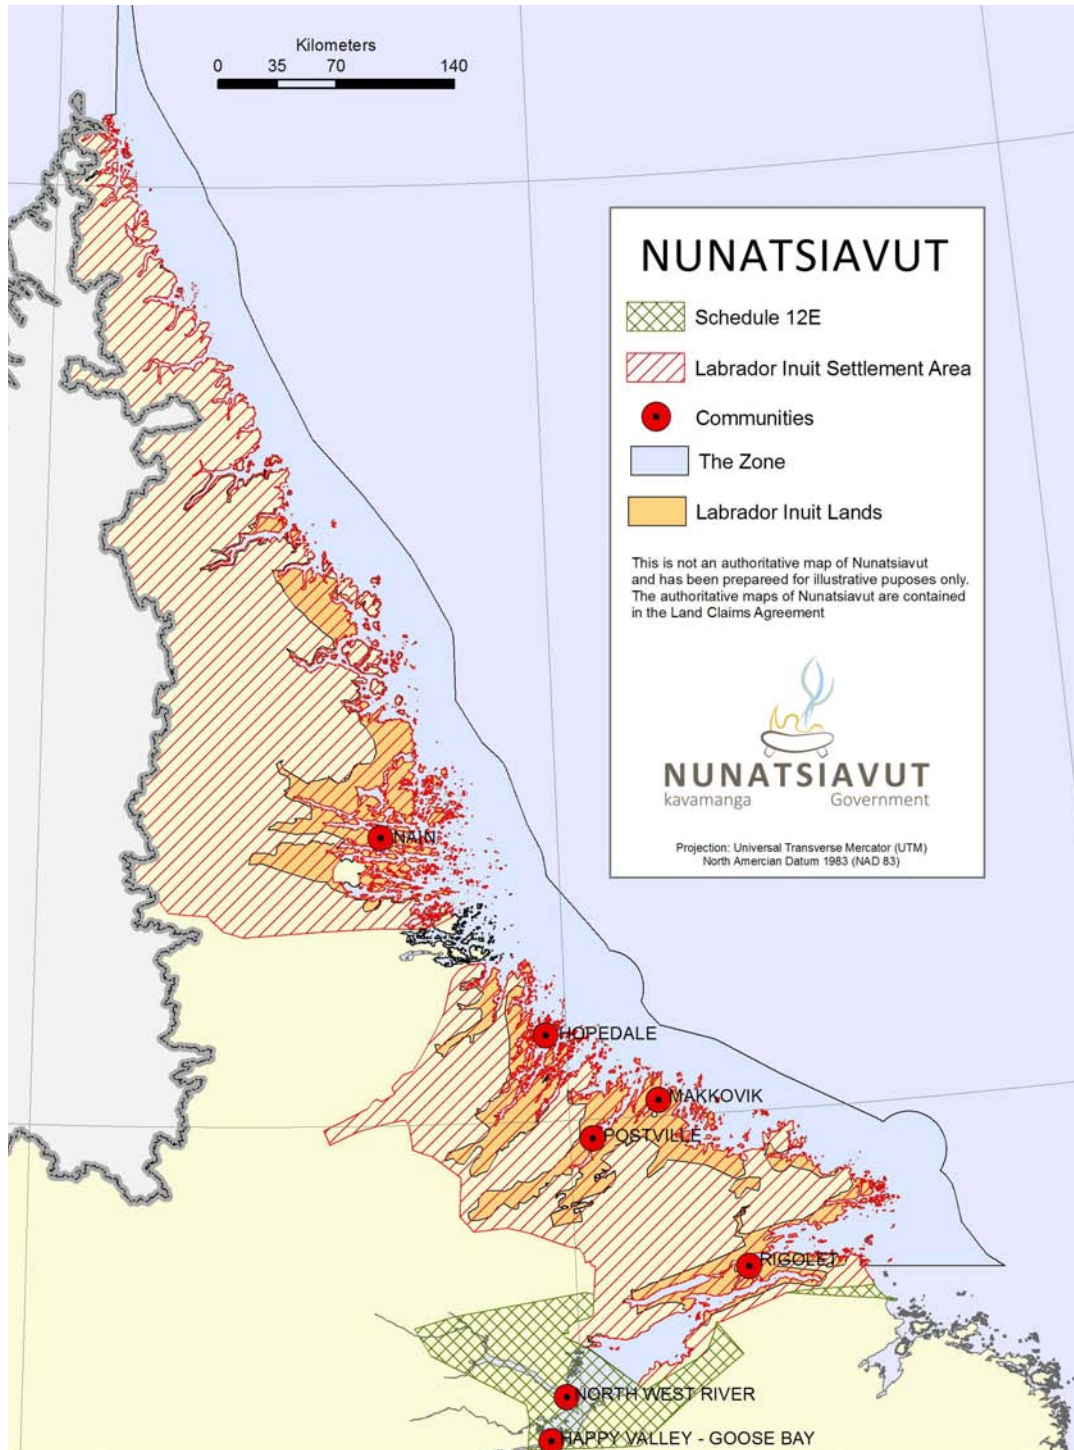 Kilometers
0 35 70 140
NUNATSIAVUT
Schedule 12E
Labrador Inuit Settlement Area
Communities
The Zone
Labrador Inuit Lands
This is not an authoritative map of Nunatsiavut
and has been prepareed for illustrative puposes only.
The authoritative maps of Nunatsiavut are contained
in the Land Claims Agreement
NUNATSIAVUT
kavamanga Government
Projection: Universal Transverse Mercator (UTM)
North Amercian Datum 1983 (NAD 83)
NAIN
HOPEDALE
MAKKOVIK
POSTVILLE
RIGOLET
NORTH WEST RIVER
HAPPY VALLEY - GOOSE BAY